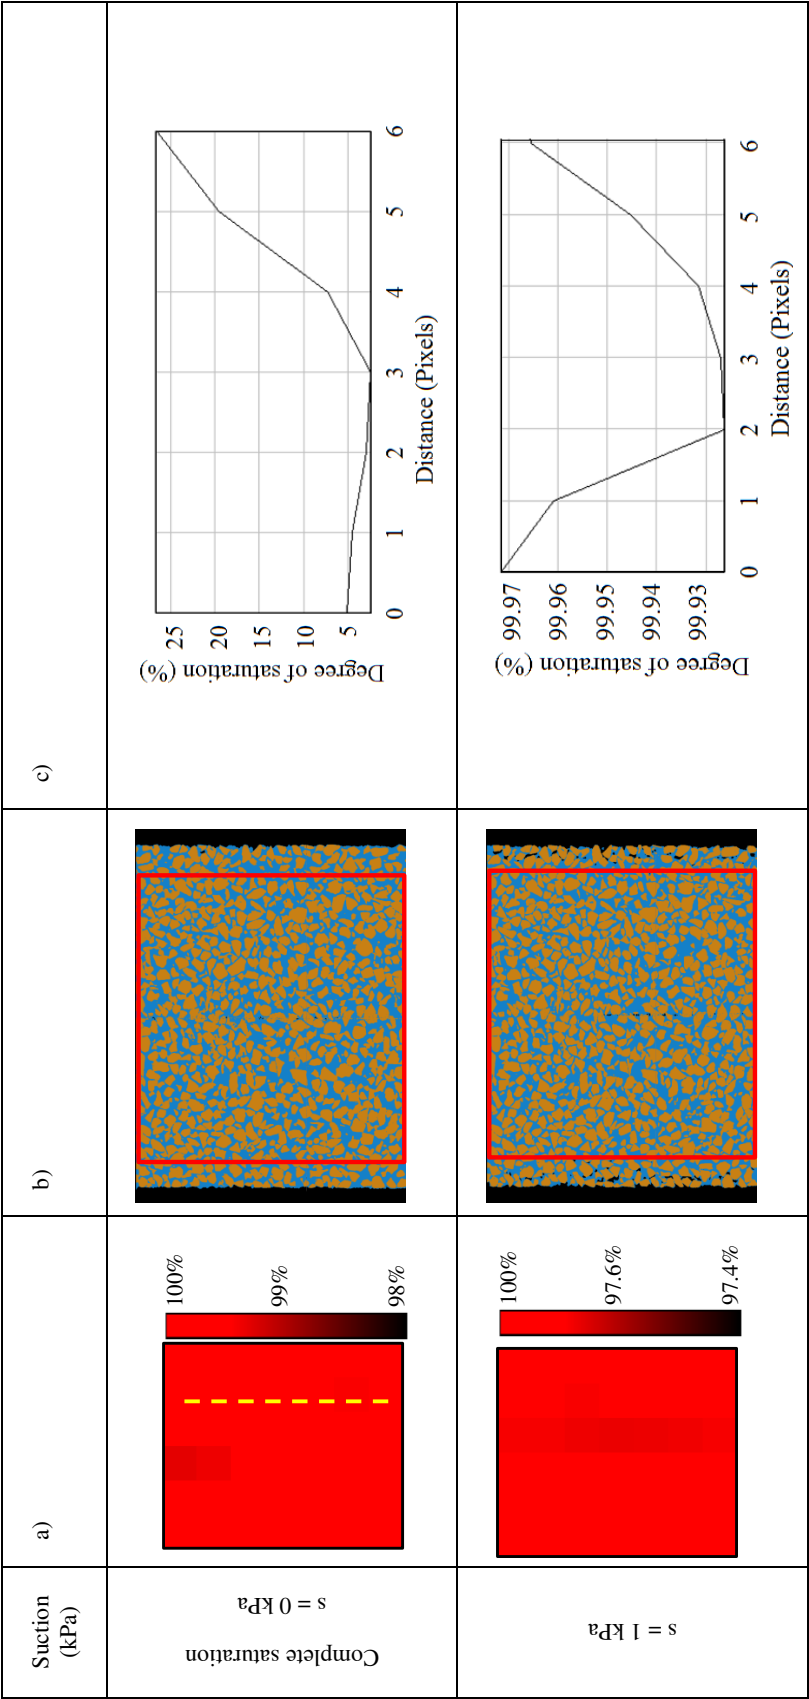 Suction
(kPa)
a)
b)
c)
Complete saturation
s = 0 kPa
100%
99%
98%
Degree of saturation (%)
25
20
15
10
5
0 1 2 3 4 5 6
Distance (Pixels)
s = 1 kPa
100%
97.6%
97.4%
Degree of saturation (%)
99.97
99.96
99.95
99.94
99.93
0 1 2 3 4 5 6
Distance (Pixels)